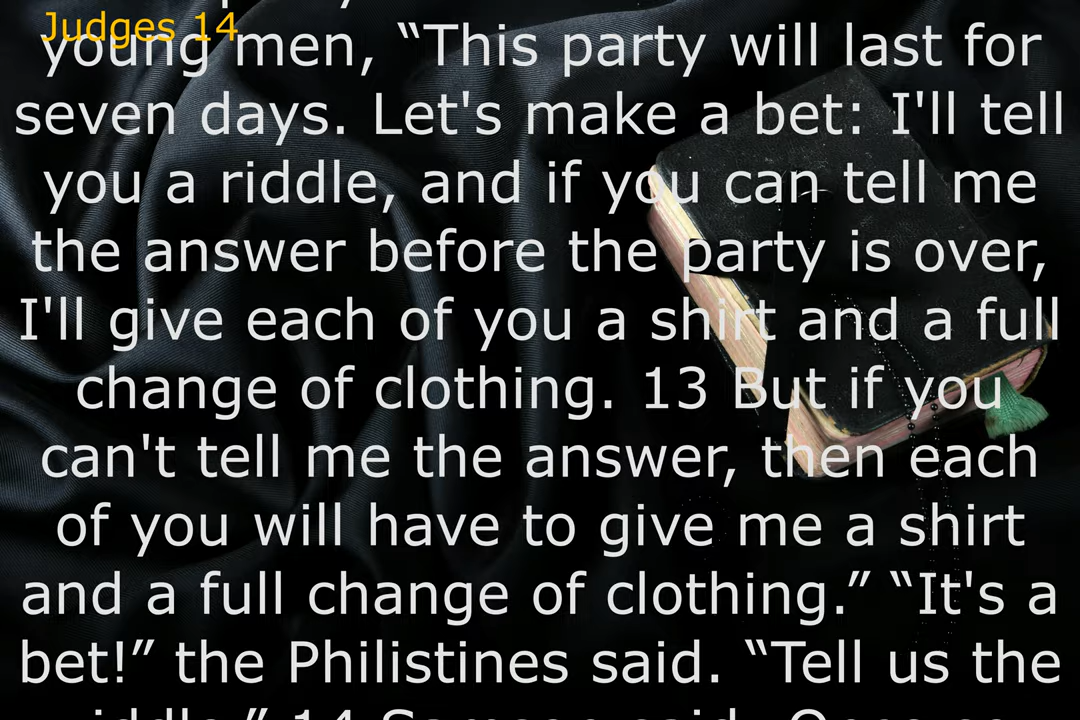 Judges 14
young men, “This party will last for
seven days. Let's make a bet: I'll tell
you a riddle, and if you can tell me
the answer before the party is over,
I'll give each of you a shirt and a full
change of clothing. 13 But if you
can't tell me the answer, then each
of you will have to give me a shirt
and a full change of clothing.” “It's a
bet!” the Philistines said. “Tell us the